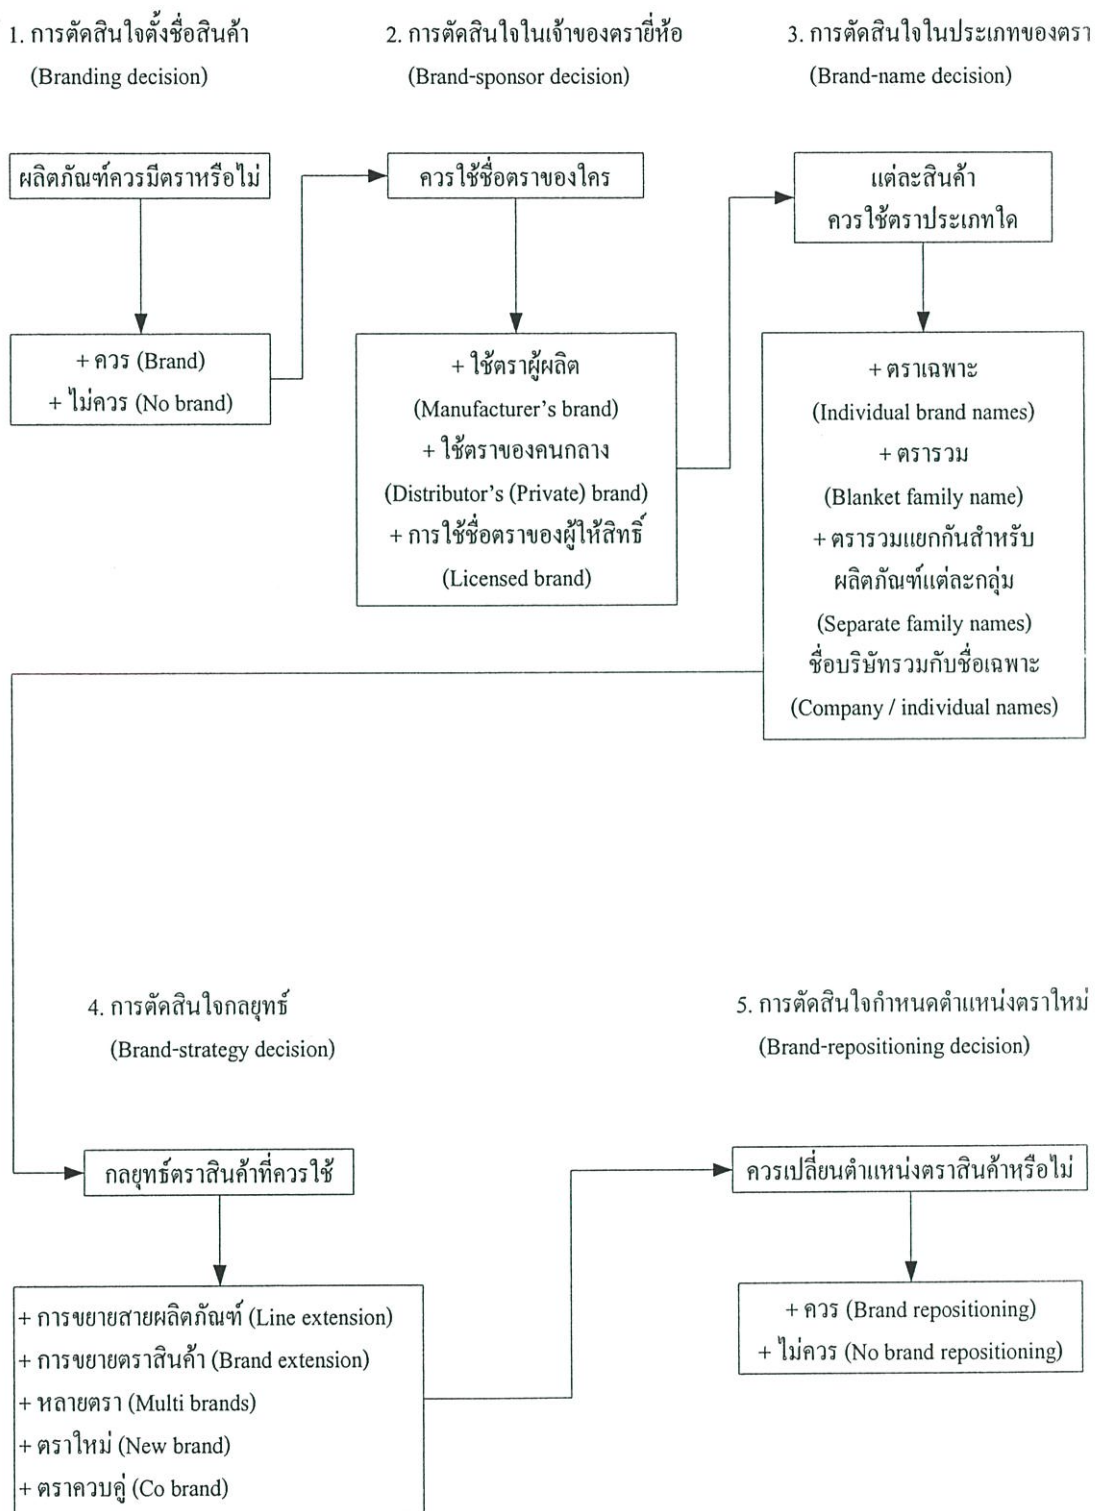 1. การตัดสินใจตั้งชื่อสินค้า
(Branding decision)
2. การตัดสินใจในเจ้าของตรายี่ห้อ
(Brand-sponsor decision)
3. การตัดสินใจในประเภทของตรา
(Brand-name decision)
ผลิตภัณฑ์ควรมีตราหรือไม่
ควรใช้ชื่อตราของใคร
แต่ละสินค้า
ควรใช้ตราประเภทใด
+ ควร (Brand)
+ ไม่ควร (No brand)
+ ใช้ตราผู้ผลิต
(Manufacturer's brand)
+ ใช้ตราของคนกลาง
(Distributor's (Private) brand)
+ การใช้ชื่อตราของผู้ให้สิทธิ์
(Licensed brand)
+ ตราเฉพาะ
(Individual brand names)
+ ตรารวม
(Blanket family name)
+ ตรารวมแยกกันสำหรับ
ผลิตภัณฑ์แต่ละกลุ่ม
(Separate family names)
ชื่อบริษัทรวมกับชื่อเฉพาะ
(Company / individual names)
4. การตัดสินใจกลยุทธ์
(Brand-strategy decision)
5. การตัดสินใจกำหนดตำแหน่งตราใหม่
(Brand-repositioning decision)
กลยุทธ์ตราสินค้าที่ควรใช้
ควรเปลี่ยนตำแหน่งตราสินค้าหรือไม่
+ การขยายสายผลิตภัณฑ์ (Line extension)
+ การขยายตราสินค้า (Brand extension)
+ หลายตรา (Multi brands)
+ ตราใหม่ (New brand)
+ ตราควบคู่ (Co brand)
+ ควร (Brand repositioning)
+ ไม่ควร (No brand repositioning)